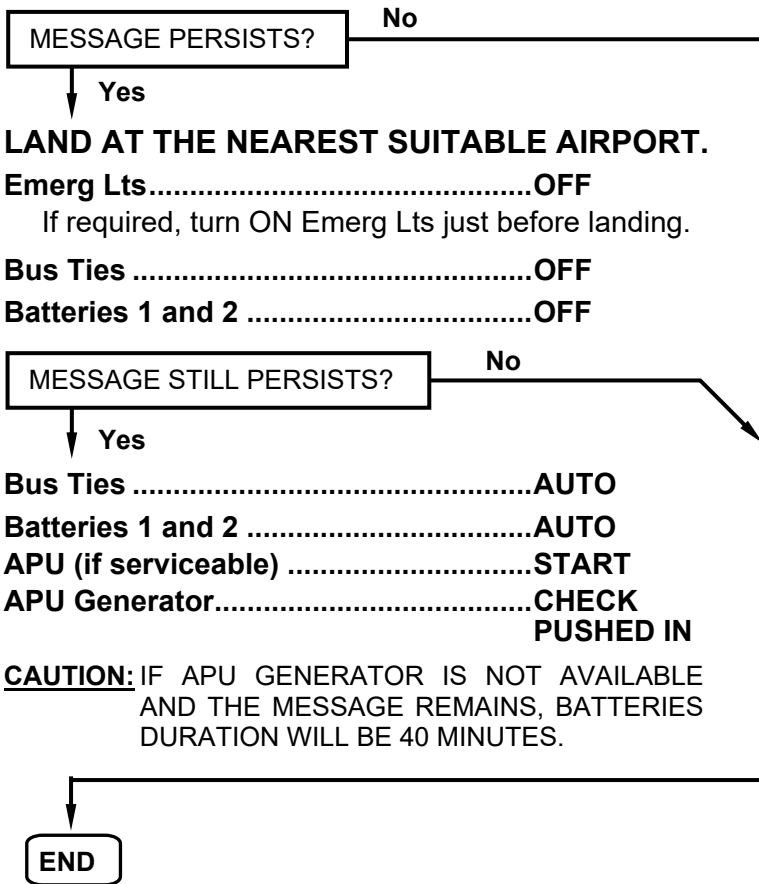 MESSAGE PERSISTS?
No
Yes
LAND AT THE NEAREST SUITABLE AIRPORT.
Emerg Lts...............................................OFF
If required, turn ON Emerg Lts just before landing.
Bus Ties .................................................OFF
Batteries 1 and 2 ...................................OFF
MESSAGE STILL PERSISTS?
No
Yes
Bus Ties .................................................AUTO
Batteries 1 and 2 ...................................AUTO
APU (if serviceable) ..............................START
APU Generator.......................................CHECK
PUSHED IN
CAUTION: IF APU GENERATOR IS NOT AVAILABLE
AND THE MESSAGE REMAINS, BATTERIES
DURATION WILL BE 40 MINUTES.
END